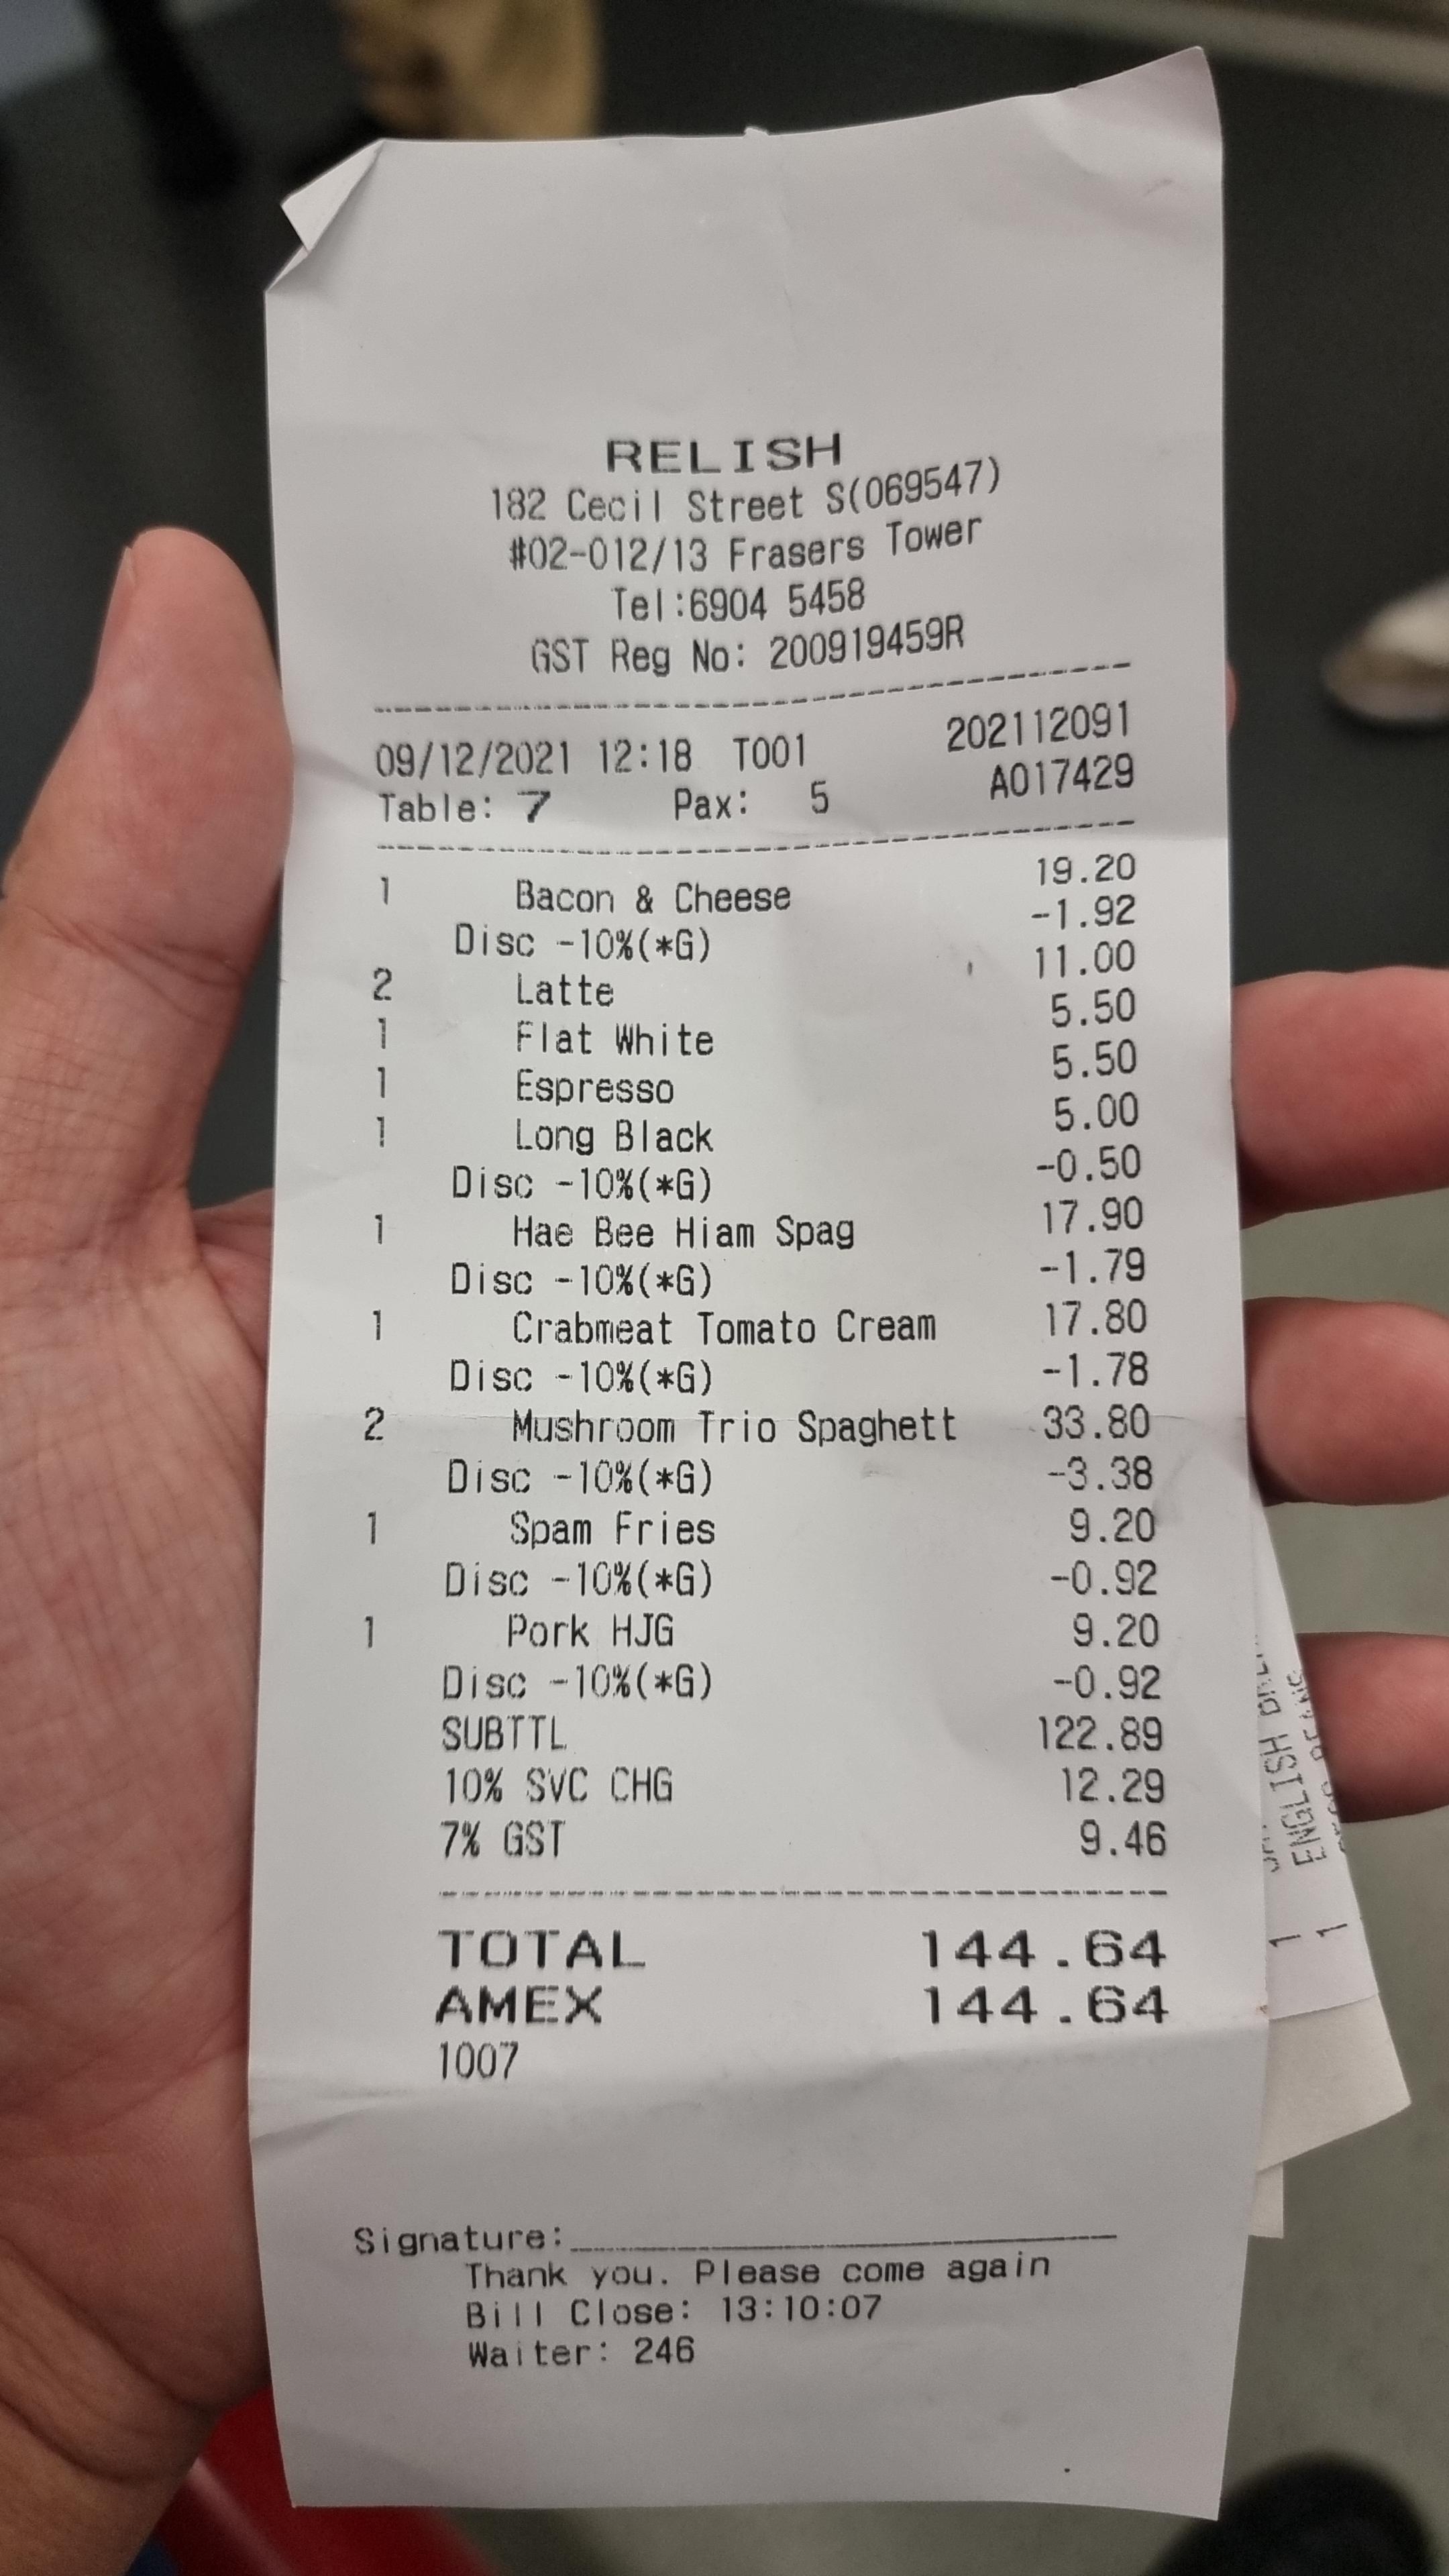 RELISH
182 Cecil Street S(069547)
#02-012/13 Frasers Tower
Tel:6904 5458
GST Reg No: 200919459R
09/12/2021 12:18 T001 202112091
Table: 7 Pax: 5 A017429
1 Bacon & Cheese 19.20
Disc -10%(*G) -1.92
2 Latte 11.00
1 Flat White 5.50
1 Espresso 5.50
1 Long Black 5.00
Disc -10%(*G) -0.50
1 Hae Bee Hiam Spag 17.90
Disc -10%(*G) -1.79
1 Crabmeat Tomato Cream 17.80
Disc -10%(*G) -1.78
2 Mushroom Trio Spaghett 33.80
Disc -10%(*G) -3.38
1 Spam Fries 9.20
Disc -10%(*G) -0.92
1 Pork HJG 9.20
Disc -10%(*G) -0.92
SUBTTL 122.89
10% SVC CHG 12.29
7% GST 9.46
TOTAL 144.64
AMEX 144.64
1007
Signature:
Thank you. Please come again
Bill Close: 13:10:07
Waiter: 246
1 ENGLISH
1 ENGLISH